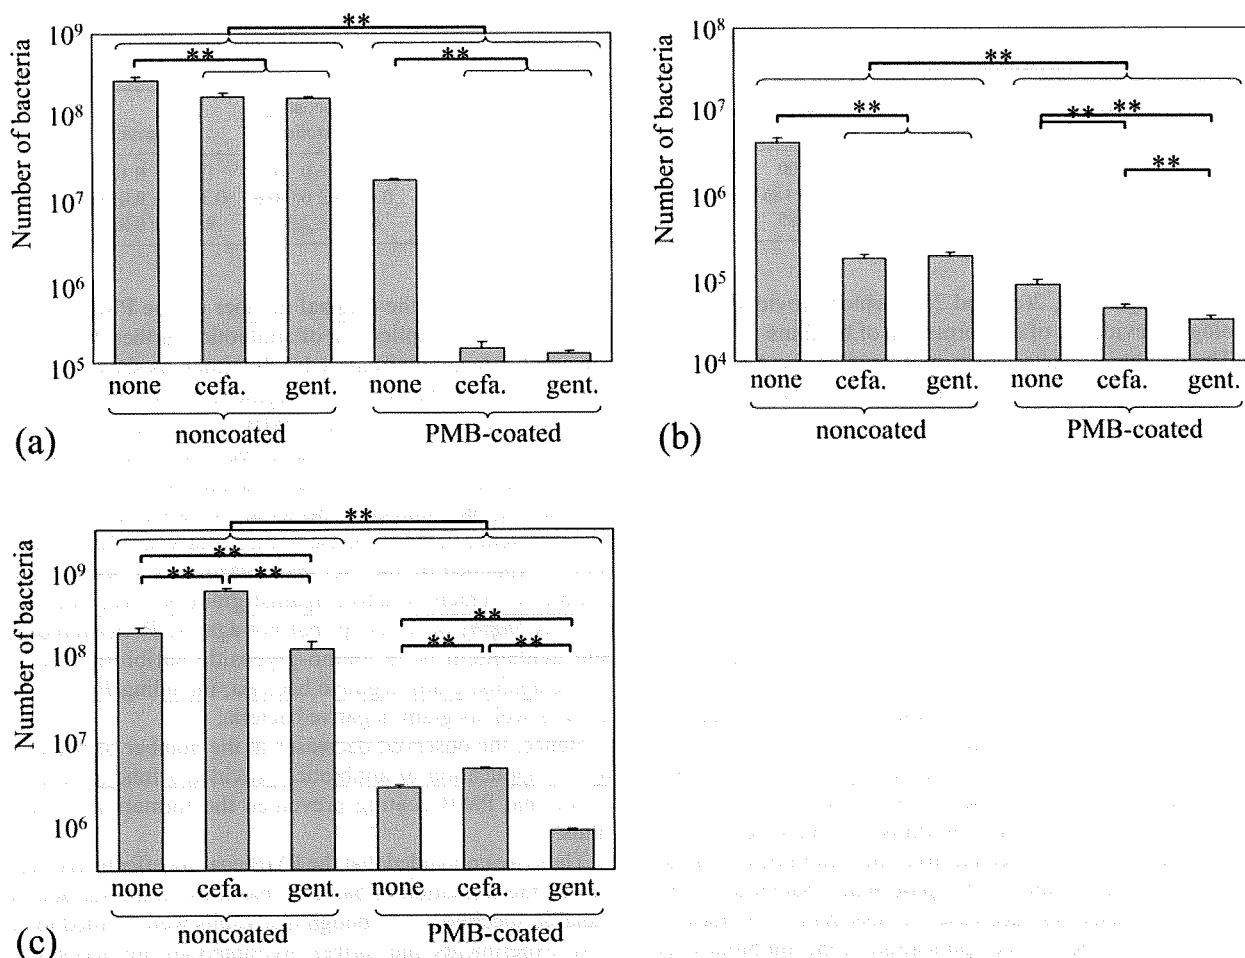 **
**
**
Number of bacteria
10⁹
10⁸
10⁷
10⁶
10⁵
none cefa. gent. none cefa. gent.
noncoated PMB-coated
(a)
**
**
**
**
**
Number of bacteria
10⁸
10⁷
10⁶
10⁵
10⁴
none cefa. gent. none cefa. gent.
noncoated PMB-coated
(b)
**
**
** **
**
** **
Number of bacteria
10⁹
10⁸
10⁷
10⁶
none cefa. gent. none cefa. gent.
noncoated PMB-coated
(c)